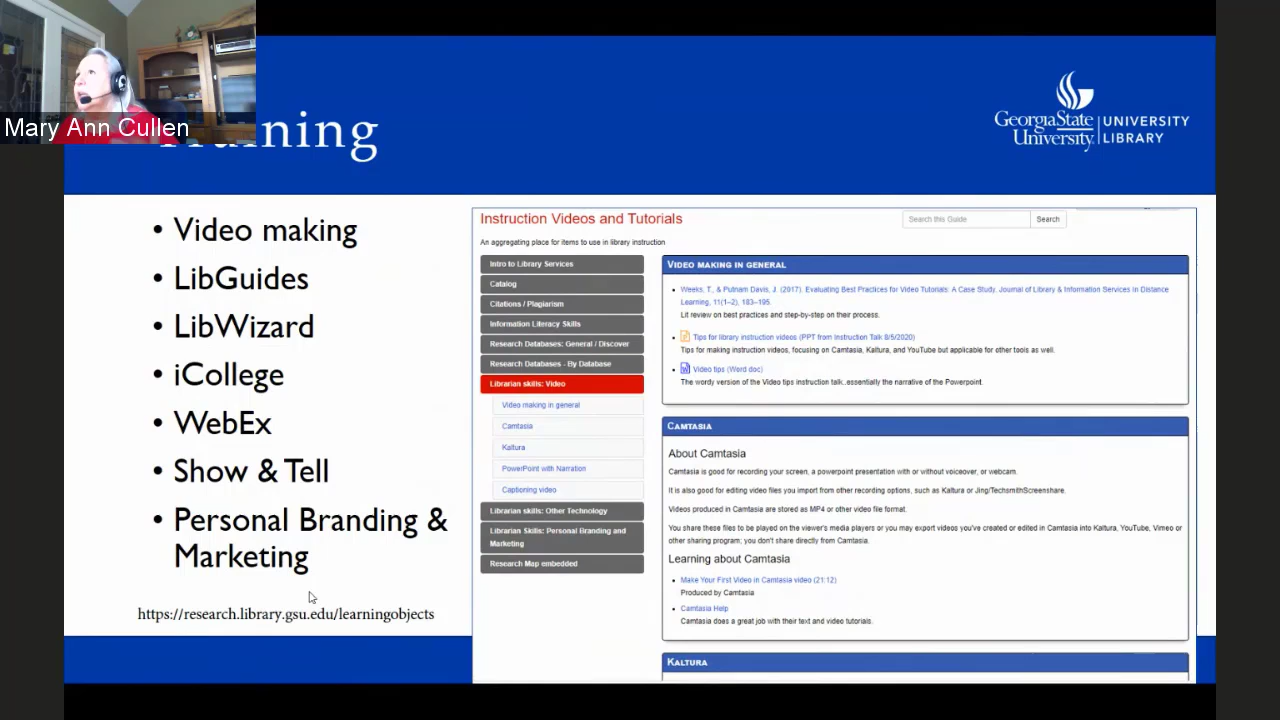 Mary Ann Cullen
Training
GeorgiaState
University
UNIVERSITY
LIBRARY
• Video making
• LibGuides
• LibWizard
• iCollege
• WebEx
• Show & Tell
• Personal Branding &
Marketing
https://research.library.gsu.edu/learningobjects
Instruction Videos and Tutorials
Search this Guide
Search
An aggregating place for items to use in library instruction
Intro to Library Services
Catalog
Citations / Plagiarism
Information Literacy Skills
Research Databases: General / Discover
Research Databases - By Database
Librarian skills: Video
Video making in general
Camtasia
Kaltura
PowerPoint with Narration
Captioning video
Librarian skills: Other Technology
Librarian Skills: Personal Branding and
Marketing
Research Map embedded
VIDEO MAKING IN GENERAL
• Weeks, T., & Putnam Davis, J. (2017). Evaluating Best Practices for Video Tutorials: A Case Study. Journal of Library & Information Services In Distance
Learning, 11(1–2), 183–195.
Lit review on best practices and step-by-step on their process.
• Tips for library instruction videos (PPT from Instruction Talk 8/5/2020)
Tips for making instruction videos, focusing on Camtasia, Kaltura, and YouTube but applicable for other tools as well.
• Video tips (Word doc)
The wordy version of the Video tips instruction talk..essentially the narrative of the Powerpoint.
CAMTASIA
About Camtasia
Camtasia is good for recording your screen, a powerpoint presentation with or without voiceover, or webcam.
It is also good for editing video files you import from other recording options, such as Kaltura or Jing/TechsmithScreenshare.
Videos produced in Camtasia are stored as MP4 or other video file format.
You share these files to be played on the viewer's media players or you may export videos you've created or edited in Camtasia into Kaltura, YouTube, Vimeo or
other sharing program; you don't share directly from Camtasia.
Learning about Camtasia
• Make Your First Video in Camtasia video (21:12)
Produced by Camtasia
• Camtasia Help
Camtasia does a great job with their text and video tutorials.
KALTURA